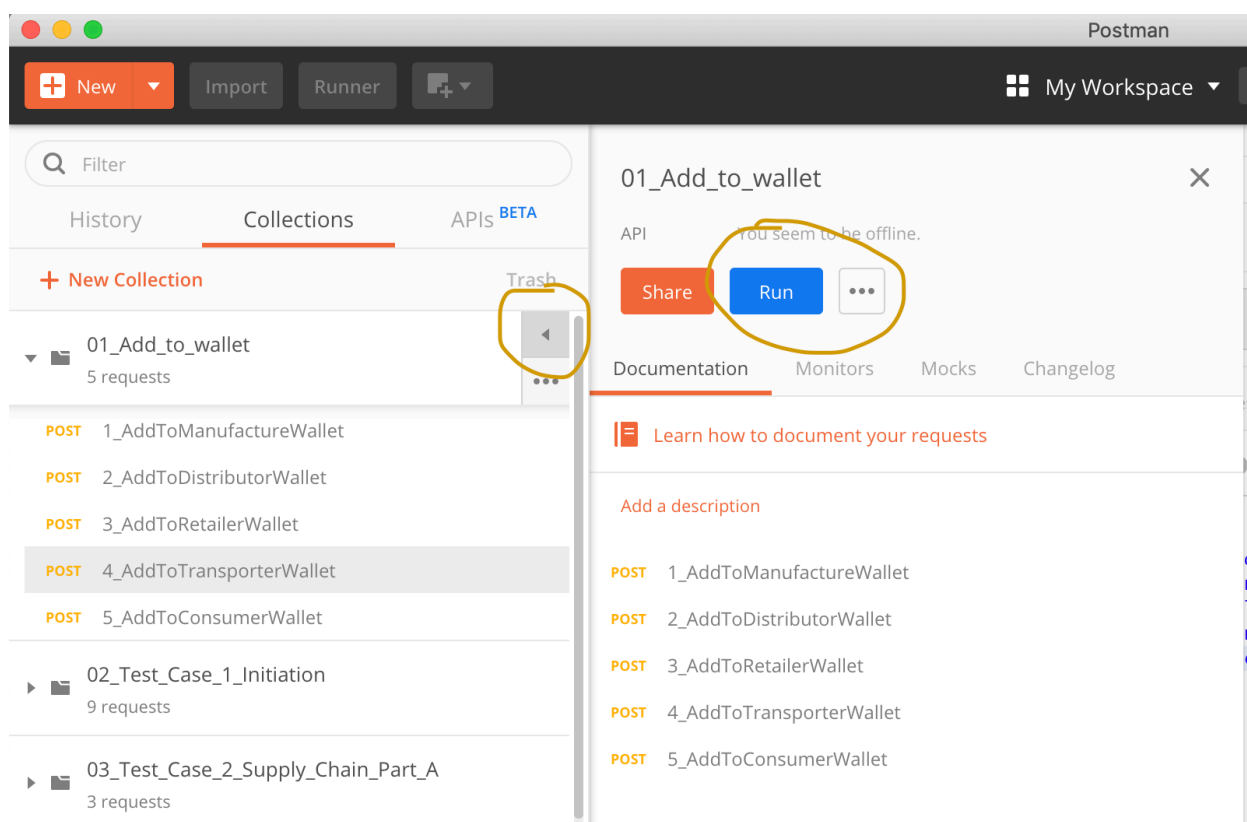 Postman
New
Import
Runner
My Workspace
Filter
History
Collections
APIs BETA
+ New Collection
Trash
01_Add_to_wallet
5 requests
POST 1_AddToManufactureWallet
POST 2_AddToDistributorWallet
POST 3_AddToRetailerWallet
POST 4_AddToTransporterWallet
POST 5_AddToConsumerWallet
02_Test_Case_1_Initiation
9 requests
03_Test_Case_2_Supply_Chain_Part_A
3 requests
01_Add_to_wallet
API
You seem to be offline.
Share
Run
Documentation
Monitors
Mocks
Changelog
Learn how to document your requests
Add a description
POST 1_AddToManufactureWallet
POST 2_AddToDistributorWallet
POST 3_AddToRetailerWallet
POST 4_AddToTransporterWallet
POST 5_AddToConsumerWallet